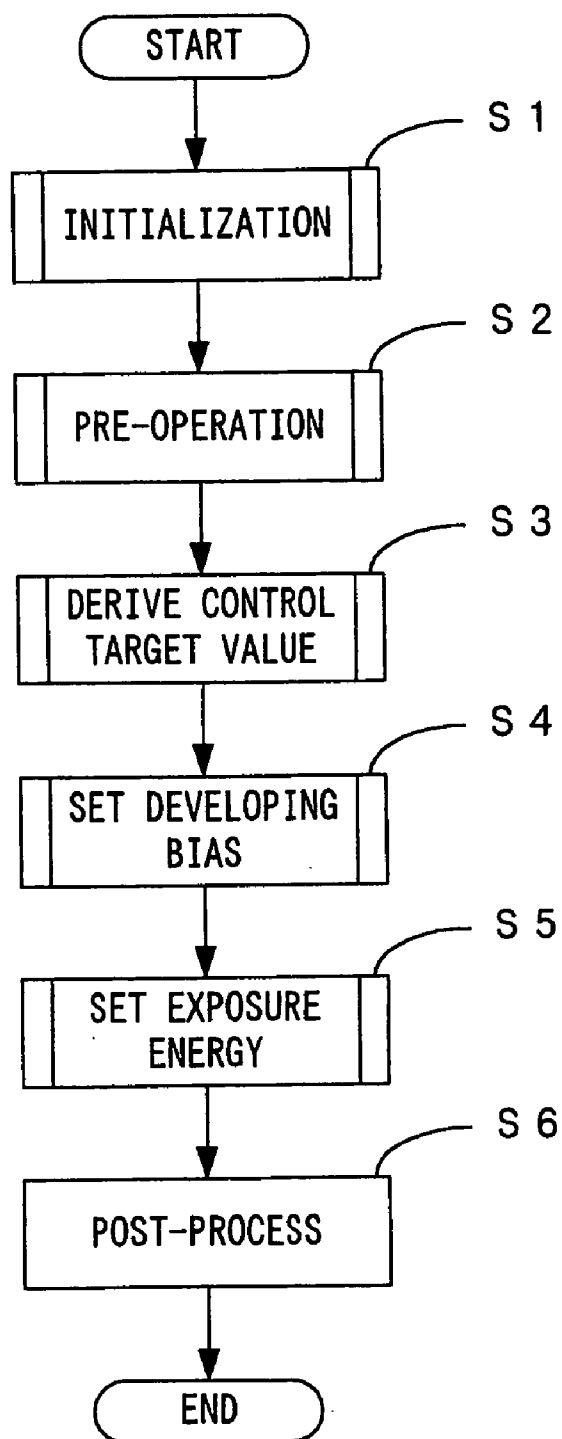 START
S 1
INITIALIZATION
S 2
PRE-OPERATION
S 3
DERIVE CONTROL
TARGET VALUE
S 4
SET DEVELOPING
BIAS
S 5
SET EXPOSURE
ENERGY
S 6
POST-PROCESS
END